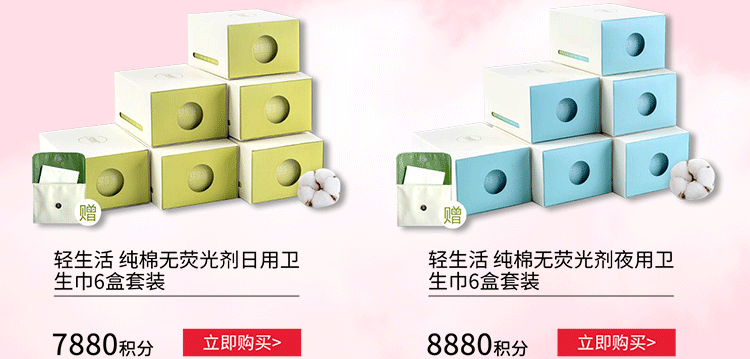 赠
赠
轻生活 纯棉无荧光剂日用卫
生巾6盒套装
轻生活 纯棉无荧光剂夜用卫
生巾6盒套装
7880积分
立即购买>
8880积分
立即购买>